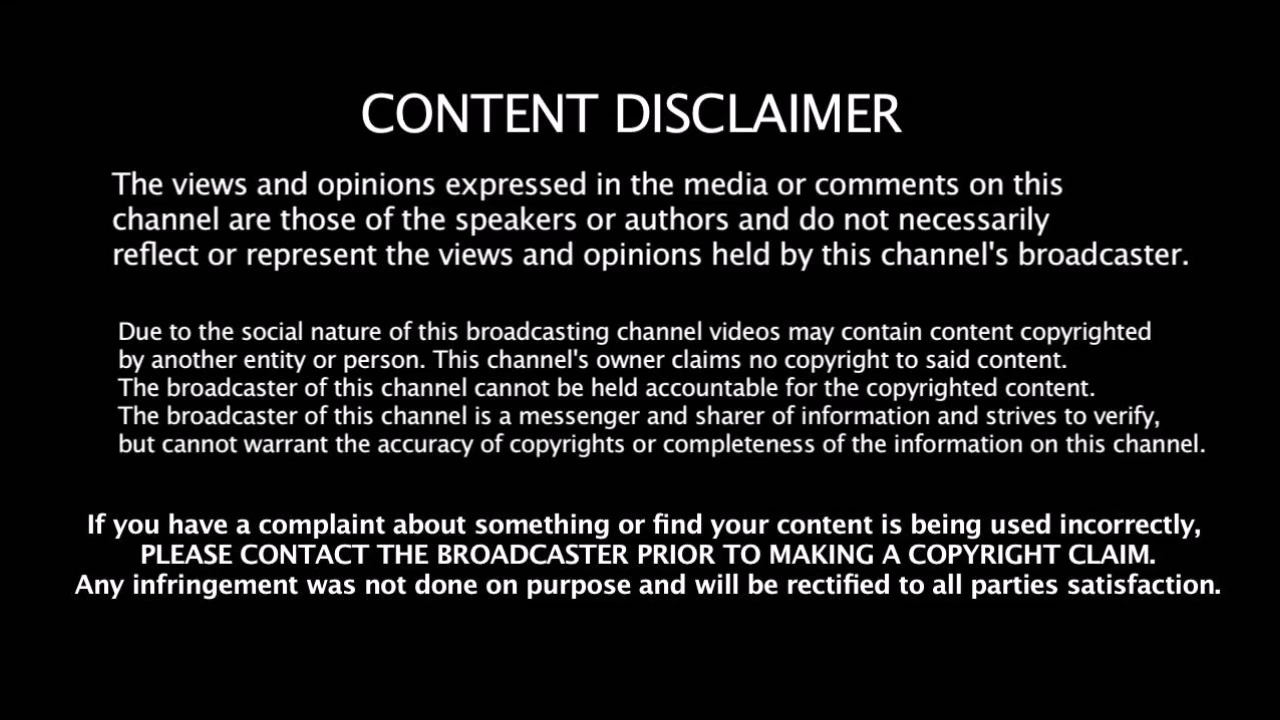 CONTENT DISCLAIMER
The views and opinions expressed in the media or comments on this
channel are those of the speakers or authors and do not necessarily
reflect or represent the views and opinions held by this channel's broadcaster.
Due to the social nature of this broadcasting channel videos may contain content copyrighted
by another entity or person. This channel's owner claims no copyright to said content.
The broadcaster of this channel cannot be held accountable for the copyrighted content.
The broadcaster of this channel is a messenger and sharer of information and strives to verify,
but cannot warrant the accuracy of copyrights or completeness of the information on this channel.
If you have a complaint about something or find your content is being used incorrectly,
PLEASE CONTACT THE BROADCASTER PRIOR TO MAKING A COPYRIGHT CLAIM.
Any infringement was not done on purpose and will be rectified to all parties satisfaction.